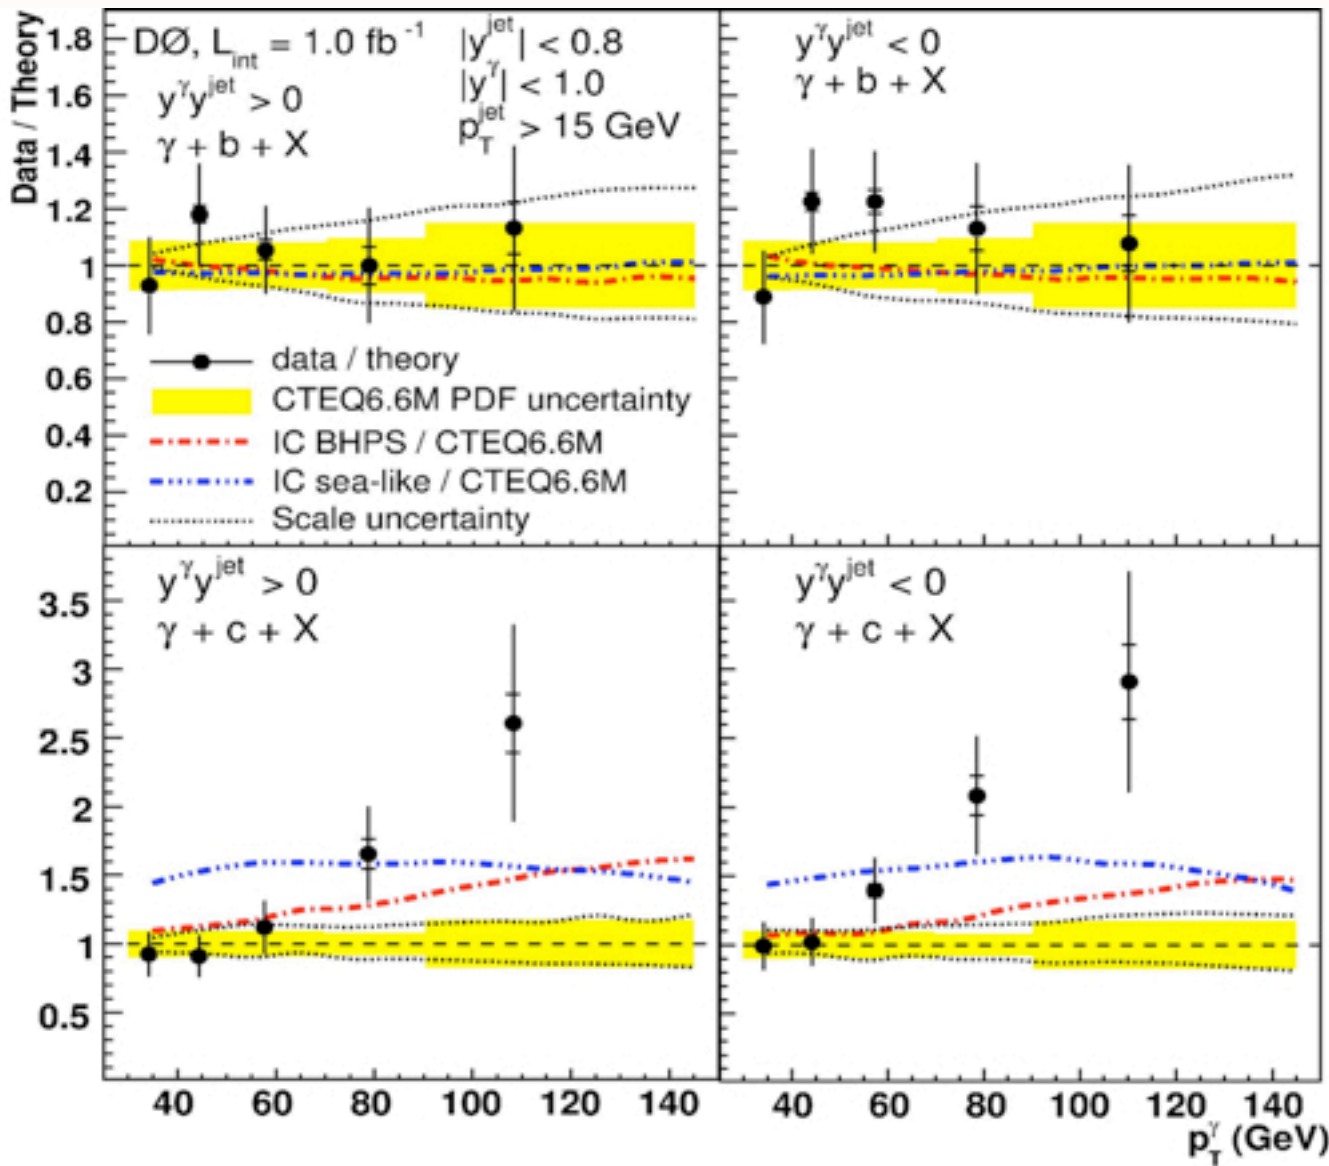 Data / Theory
1.8
1.6
1.4
1.2
1
0.8
0.6
0.4
0.2
DØ, L_int = 1.0 fb⁻¹
y^γ y^jet > 0
γ + b + X
|y^jet| < 0.8
|y^γ| < 1.0
p_T^jet > 15 GeV
data / theory
CTEQ6.6M PDF uncertainty
IC BHPS / CTEQ6.6M
IC sea-like / CTEQ6.6M
Scale uncertainty
y^γ y^jet < 0
γ + b + X
3.5
3
2.5
2
1.5
1
0.5
y^γ y^jet > 0
γ + c + X
y^γ y^jet < 0
γ + c + X
40 60 80 100 120 140
40 60 80 100 120 140
p_T^γ (GeV)